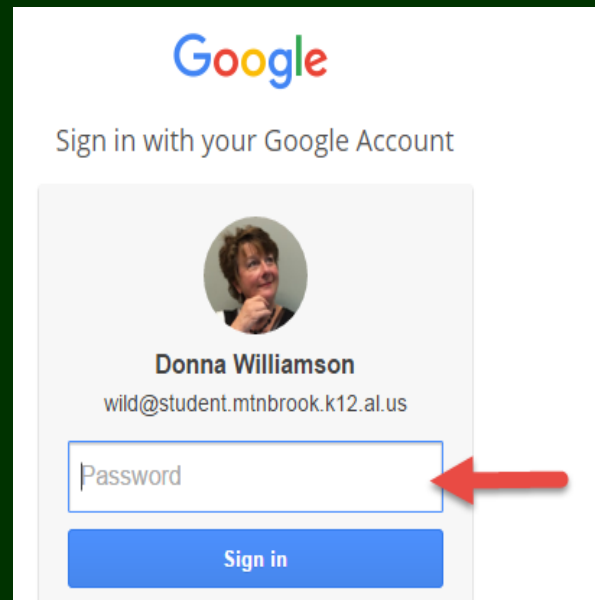 Google
Sign in with your Google Account
Donna Williamson
wild@student.mtnbrook.k12.al.us
Password
Sign in